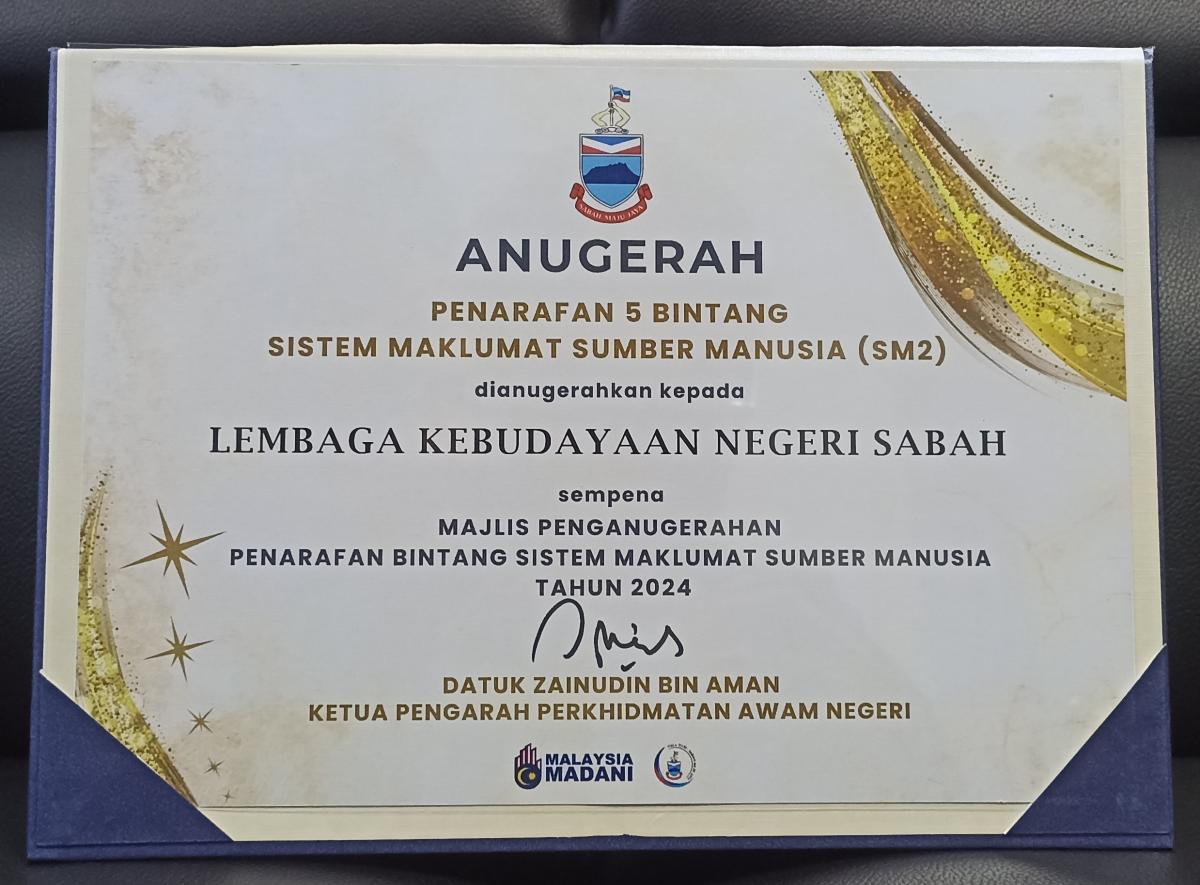 SABAH MAJU JAYA
ANUGERAH
PENARAFAN 5 BINTANG
SISTEM MAKLUMAT SUMBER MANUSIA (SM2)
dianugerahkan kepada
LEMBAGA KEBUDAYAAN NEGERI SABAH
sempena
MAJLIS PENGANUGERAHAN
PENARAFAN BINTANG SISTEM MAKLUMAT SUMBER MANUSIA
TAHUN 2024
DATUK ZAINUDIN BIN AMAN
KETUA PENGARAH PERKHIDMATAN AWAM NEGERI
MALAYSIA
MADANI